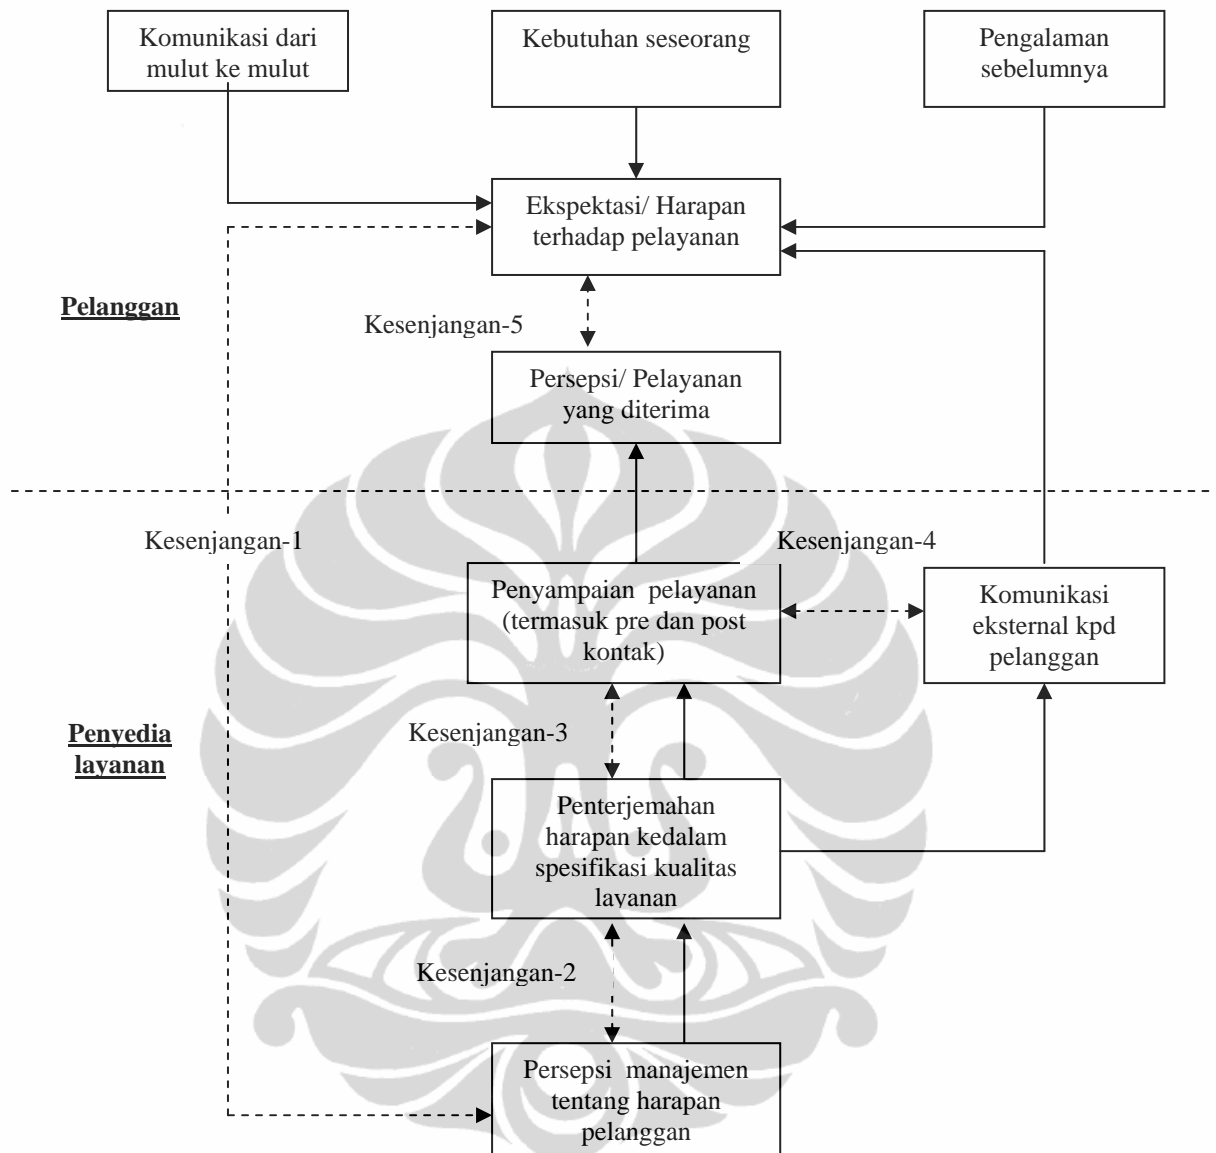 Komunikasi dari
mulut ke mulut
Kebutuhan seseorang
Pengalaman
sebelumnya
Ekspektasi/ Harapan
terhadap pelayanan
Pelanggan
Kesenjangan-5
Persepsi/ Pelayanan
yang diterima
Kesenjangan-1
Kesenjangan-4
Penyampaian pelayanan
(termasuk pre dan post
kontak)
Komunikasi
eksternal kpd
pelanggan
Kesenjangan-3
Penyedia
layanan
Penterjemahan
harapan kedalam
spesifikasi kualitas
layanan
Kesenjangan-2
Persepsi manajemen
tentang harapan
pelanggan